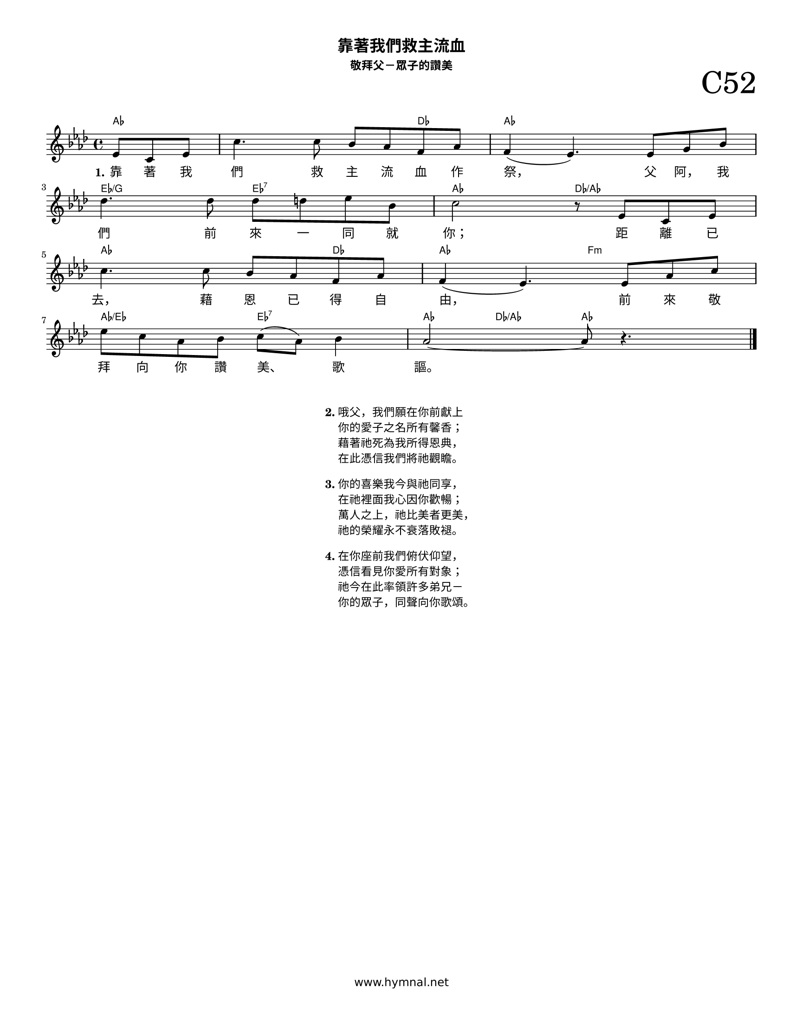 靠著我們救主流血
敬拜父－眾子的讚美
C52
A♭ D♭ A♭
1. 靠 著 我 們 救 主 流 血 作 祭， 父 阿， 我
3 E♭/G E♭7 A♭ D♭/A♭
們 前 來 一 同 就 你； 距 離 已
5 A♭ D♭ A♭ Fm
去， 藉 恩 已 得 自 由， 前 來 敬
7 A♭/E♭ E♭7 A♭ D♭/A♭ A♭
拜 向 你 讚 美、 歌 謳。
2. 哦父，我們願在你前獻上
你的愛子之名所有馨香；
藉著祂死為我所得恩典，
在此憑信我們將祂觀瞻。
3. 你的喜樂我今與祂同享，
在祂裡面我心因你歡暢；
萬人之上，祂比美者更美，
祂的榮耀永不衰落敗褪。
4. 在你座前我們俯伏仰望，
憑信看見你愛所有對象；
祂今在此率領許多弟兄－
你的眾子，同聲向你歌頌。
www.hymnal.net